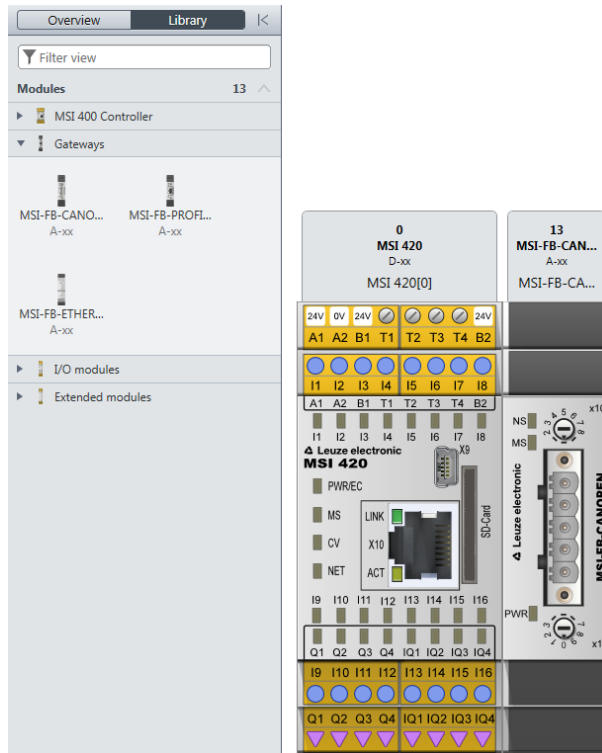 Overview Library
Filter view
Modules 13
MSI 400 Controller
Gateways
MSI-FB-CANO... MSI-FB-PROFI...
A-xx A-xx
MSI-FB-ETHER...
A-xx
I/O modules
Extended modules
0
MSI 420
D-xx
MSI 420[0]
13
MSI-FB-CAN...
A-xx
MSI-FB-CA...
24V 0V 24V 24V
A1 A2 B1 T1 T2 T3 T4 B2
I1 I2 I3 I4 I5 I6 I7 I8
A1 A2 B1 T1 T2 T3 T4 B2
I1 I2 I3 I4 I5 I6 I7 I8
Leuze electronic
MSI 420
X9
PWR/EC
MS LINK
CV X10
NET ACT
SD-Card
I9 I10 I11 I12 I13 I14 I15 I16
Q1 Q2 Q3 Q4 IQ1 IQ2 IQ3 IQ4
I9 I10 I11 I12 I13 I14 I15 I16
Q1 Q2 Q3 Q4 IQ1 IQ2 IQ3 IQ4
NS
MS
Leuze electronic
MSI-FB-CANOPEN
PWR